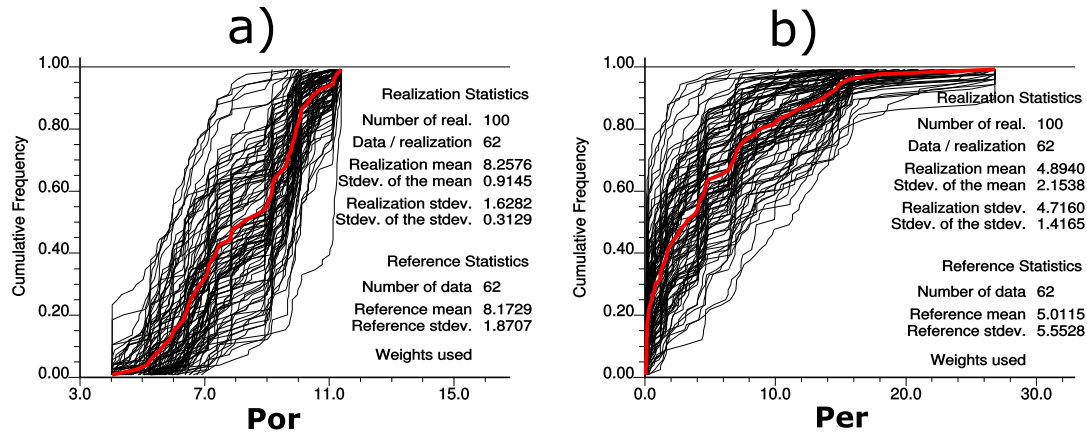 a)
Cumulative Frequency
1.00
0.80
0.60
0.40
0.20
0.00
3.0 7.0 11.0 15.0
Por
Realization Statistics
Number of real. 100
Data / realization 62
Realization mean 8.2576
Stdev. of the mean 0.9145
Realization stdev. 1.6282
Stdev. of the stdev. 0.3129
Reference Statistics
Number of data 62
Reference mean 8.1729
Reference stdev. 1.8707
Weights used
b)
Cumulative Frequency
1.00
0.80
0.60
0.40
0.20
0.00
0.0 10.0 20.0 30.0
Per
Realization Statistics
Number of real. 100
Data / realization 62
Realization mean 4.8940
Stdev. of the mean 2.1538
Realization stdev. 4.7160
Stdev. of the stdev. 1.4165
Reference Statistics
Number of data 62
Reference mean 5.0115
Reference stdev. 5.5528
Weights used